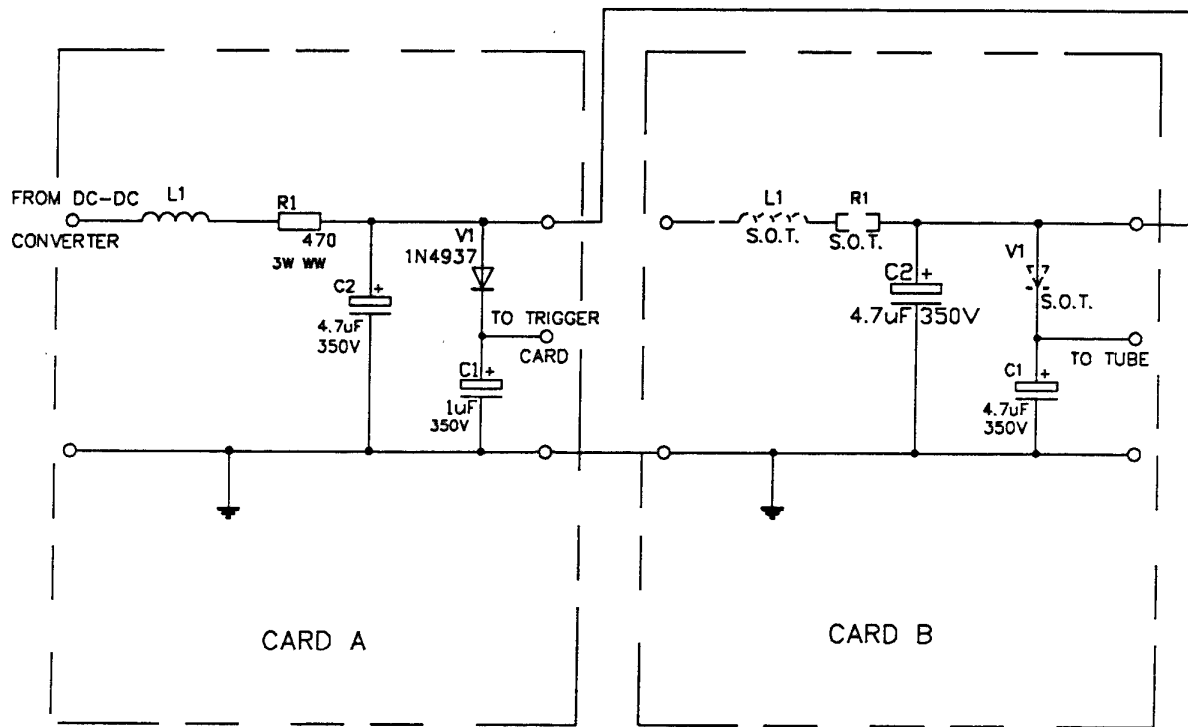 FROM DC-DC
CONVERTER
L1
R1
470
3W WW
C2
+
4.7uF
350V
V1
1N4937
TO TRIGGER
CARD
C1
+
1uF
350V
CARD A
L1
S.O.T.
R1
S.O.T.
C2
+
4.7uF 350V
V1
S.O.T.
TO TUBE
C1
+
4.7uF
350V
CARD B